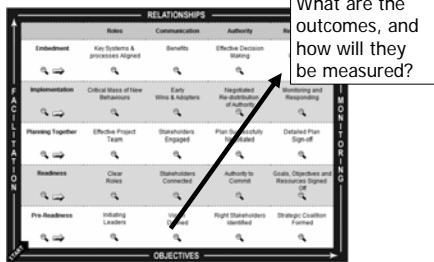 RELATIONSHIPS
What are the
outcomes, and
how will they
be measured?
Roles Communication Authority
Embedment
Key Systems &
processes Aligned
Benefits
Effective Decision
Making
Implementation
Critical Mass of New
Behaviours
Early
Wins & Adopters
Negotiated
Re-distribution
of Authority
Monitoring and
Responding
Planning Together
Effective Project
Team
Stakeholders
Engaged
Plan Successfully
Detailed Plan
Sign-off
Readiness
Clear
Roles
Stakeholders
Connected
Authority to
Commit
Goals, Objectives and
Resources Signed
Off
Pre-Readiness
Initiating
Leaders
Right Stakeholders
Identified
Strategic Coalition
Formed
FACILITATION
MONITORING
START
OBJECTIVES